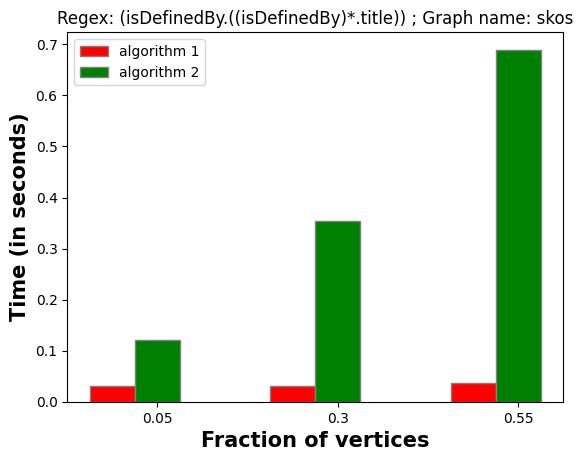 Regex: (isDefinedBy.((isDefinedBy)*.title)) ; Graph name: skos
algorithm 1
algorithm 2
Time (in seconds)
0.7
0.6
0.5
0.4
0.3
0.2
0.1
0.0
0.05
0.3
0.55
Fraction of vertices